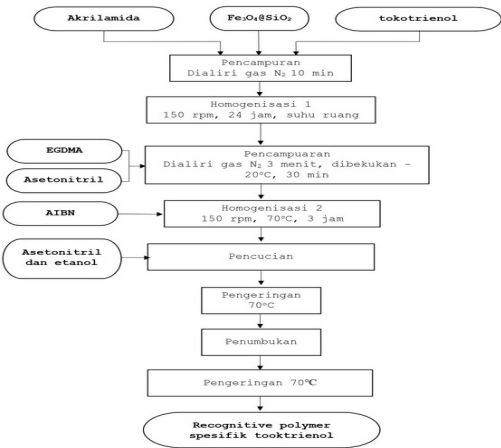 Akrilamida
Fe₃O₄@SiO₂
tokotrienol
Pencampuran
Dialiri gas N₂ 10 min
Homogenisasi 1
150 rpm, 24 jam, suhu ruang
EGDMA
Asetonitril
Pencampuaran
Dialiri gas N₂ 3 menit, dibekukan -
20°C, 30 min
AIBN
Homogenisasi 2
150 rpm, 70°C, 3 jam
Asetonitril
dan etanol
Pencucian
Pengeringan
70°C
Penumbukan
Pengeringan 70°C
Recognitive polymer
spesifik tooktrienol